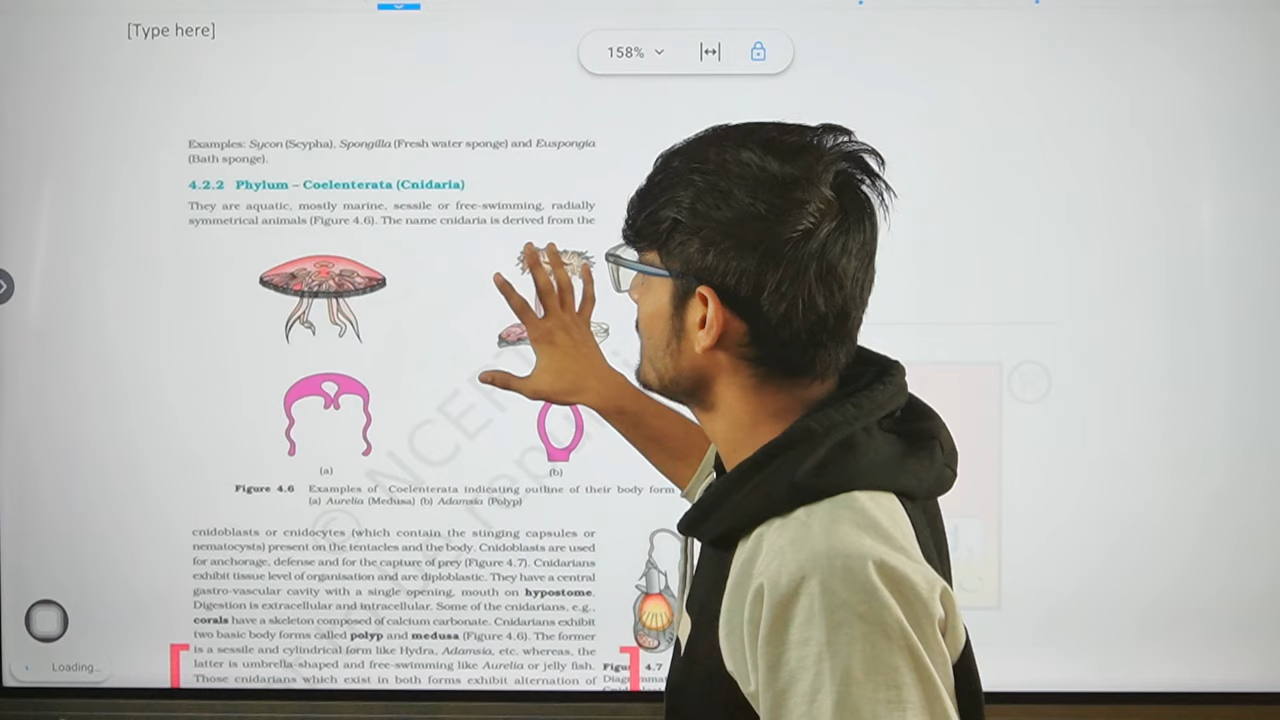 [Type here]
158%
Examples: Sycon (Scypha), Spongilla (Fresh water sponge) and Euspongia
(Bath sponge).
4.2.2 Phylum – Coelenterata (Cnidaria)
They are aquatic, mostly marine, sessile or free-swimming, radially
symmetrical animals (Figure 4.6). The name cnidaria is derived from the
(a)
(b)
Figure 4.6 Examples of Coelenterata indicating outline of their body form
(a) Aurelia (Medusa) (b) Adamsia (Polyp)
© NCERT
cnidoblasts or cnidocytes (which contain the stinging capsules or
nematocysts) present on the tentacles and the body. Cnidoblasts are used
for anchorage, defense and for the capture of prey (Figure 4.7). Cnidarians
exhibit tissue level of organisation and are diploblastic. They have a central
gastro-vascular cavity with a single opening, mouth on hypostome.
Digestion is extracellular and intracellular. Some of the cnidarians, e.g.,
corals have a skeleton composed of calcium carbonate. Cnidarians exhibit
two basic body forms called polyp and medusa (Figure 4.6). The former
is a sessile and cylindrical form like Hydra, Adamsia, etc. whereas, the
latter is umbrella-shaped and free-swimming like Aurelia or jelly fish.
Those cnidarians which exist in both forms exhibit alternation of
4.7
Loading...